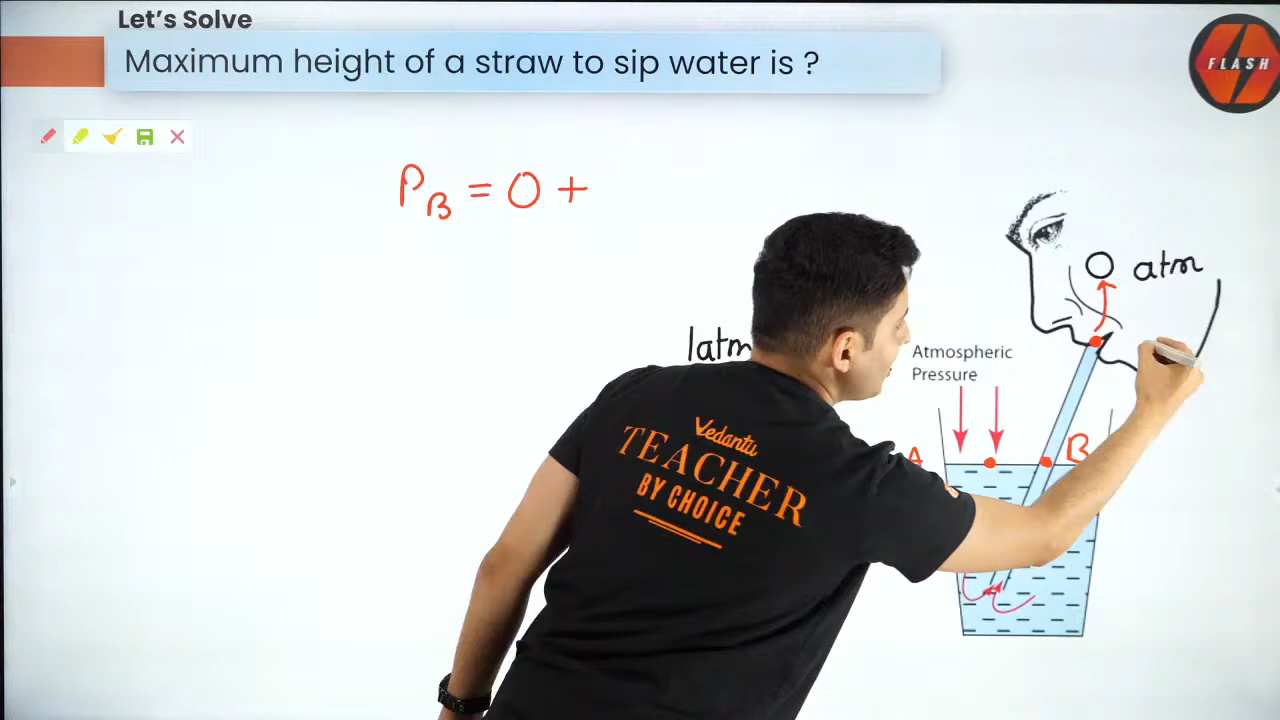 Let's Solve
Maximum height of a straw to sip water is ?
FLASH
P_B = 0 +
0 atm
1atm
Atmospheric
Pressure
A
B
Vedantu
TEACHER
BY CHOICE